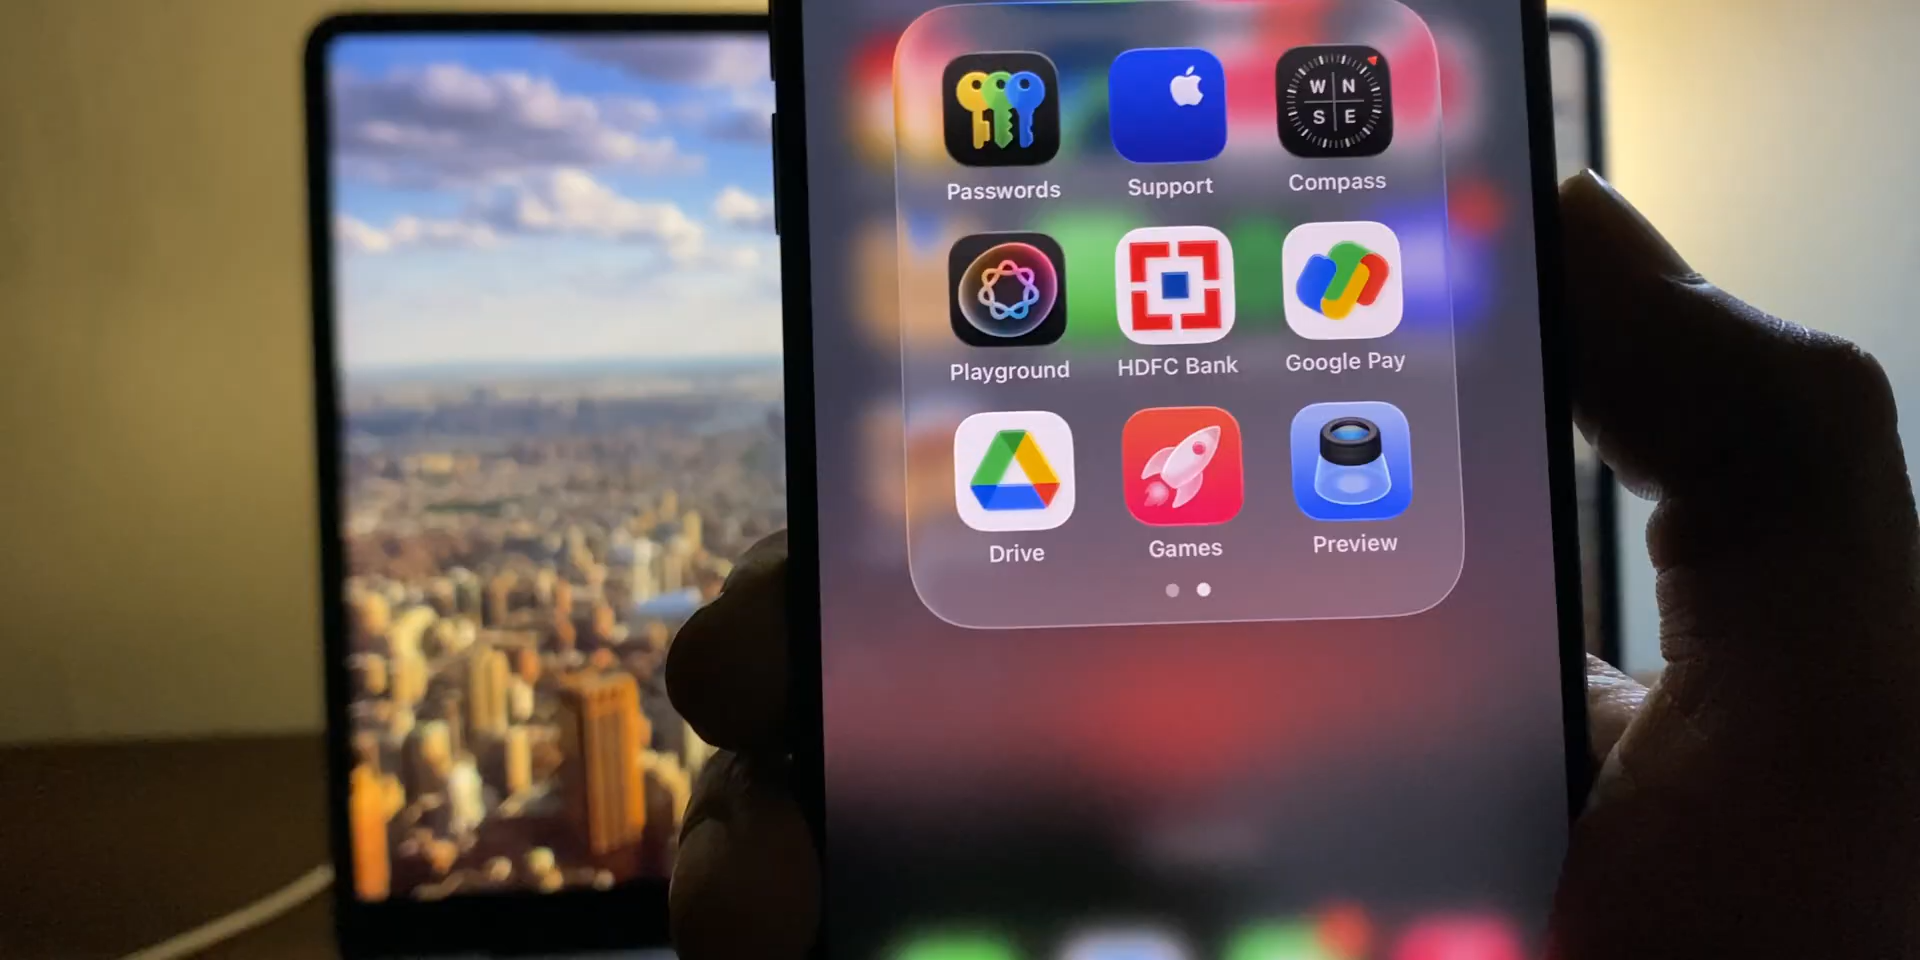 Passwords
Support
Compass
W N
S E
Playground
HDFC Bank
Google Pay
Drive
Games
Preview